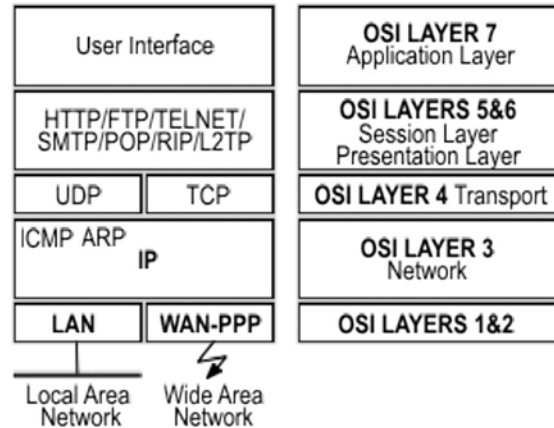 User Interface
OSI LAYER 7
Application Layer
HTTP/FTP/TELNET/
SMTP/POP/RIP/L2TP
OSI LAYERS 5&6
Session Layer
Presentation Layer
UDP
TCP
OSI LAYER 4 Transport
ICMP ARP
IP
OSI LAYER 3
Network
LAN
WAN-PPP
OSI LAYERS 1&2
Local Area
Network
Wide Area
Network